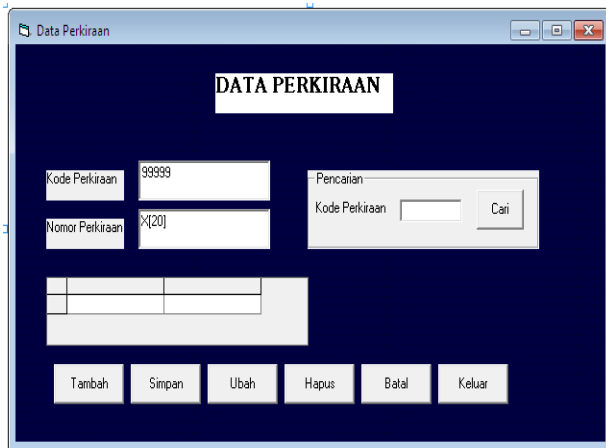 Data Perkiraan
DATA PERKIRAAN
Kode Perkiraan
99999
Nomor Perkiraan
X[20]
Pencarian
Kode Perkiraan
Cari
Tambah
Simpan
Ubah
Hapus
Batal
Keluar